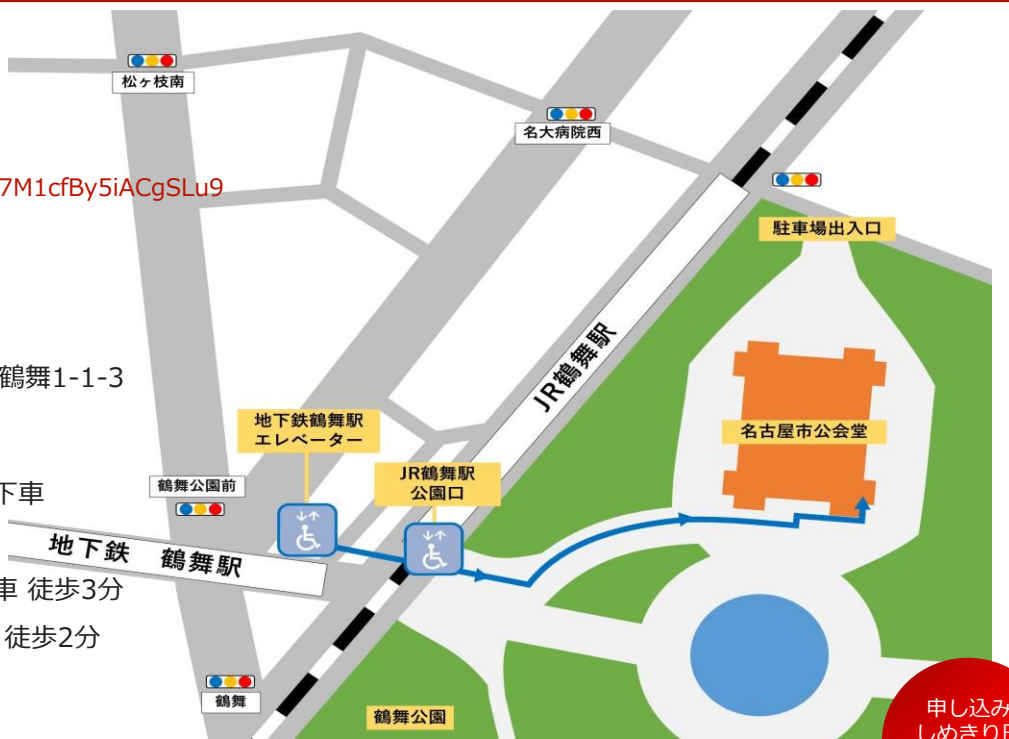 松ヶ枝南
名大病院西
7M1cfBy5iACgSLu9
駐車場出入口
JR鶴舞駅
鶴舞1-1-3
地下鉄鶴舞駅
エレベーター
名古屋市公会堂
JR鶴舞駅
公園口
鶴舞公園前
下車
地下鉄 鶴舞駅
車 徒歩3分
徒歩2分
鶴舞
鶴舞公園
申し込み
しめきり